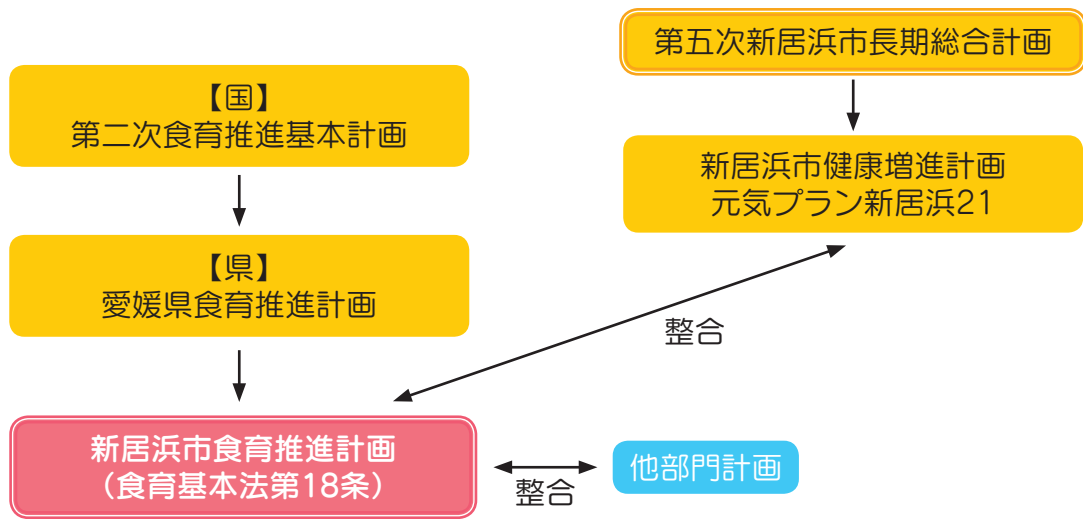 第五次新居浜市長期総合計画
【国】
第二次食育推進基本計画
新居浜市健康増進計画
元気プラン新居浜21
【県】
愛媛県食育推進計画
整合
新居浜市食育推進計画
（食育基本法第18条）
他部門計画
整合